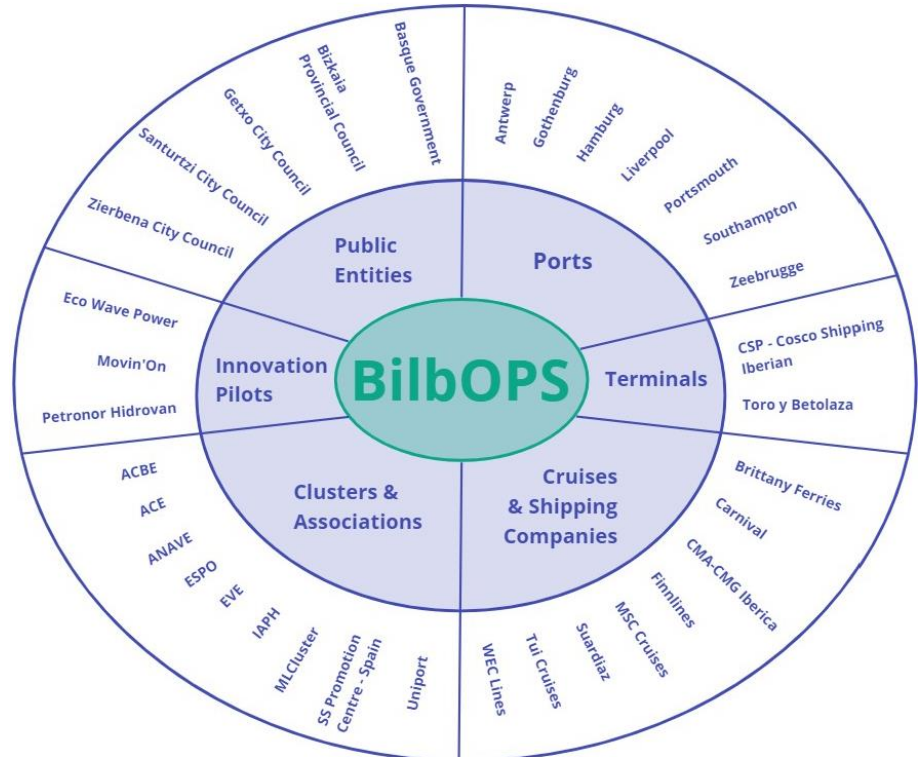 BilbOPS
Public
Entities
Basque Government
Bizkaia
Provincial Council
Getxo City Council
Santurtzi City Council
Zierbena City Council
Ports
Antwerp
Gothenburg
Hamburg
Liverpool
Portsmouth
Southampton
Zeebrugge
Terminals
CSP - Cosco Shipping
Iberian
Toro y Betolaza
Cruises
& Shipping
Companies
Brittany Ferries
Carnival
CMA-CMG Iberica
Finnlines
MSC Cruises
Suardiaz
Tui Cruises
WEC Lines
Clusters &
Associations
Uniport
SS Promotion
Centre - Spain
MLCluster
IAPH
EVE
ESPO
ANAVE
ACE
ACBE
Innovation
Pilots
Petronor Hidrovan
Movin'On
Eco Wave Power